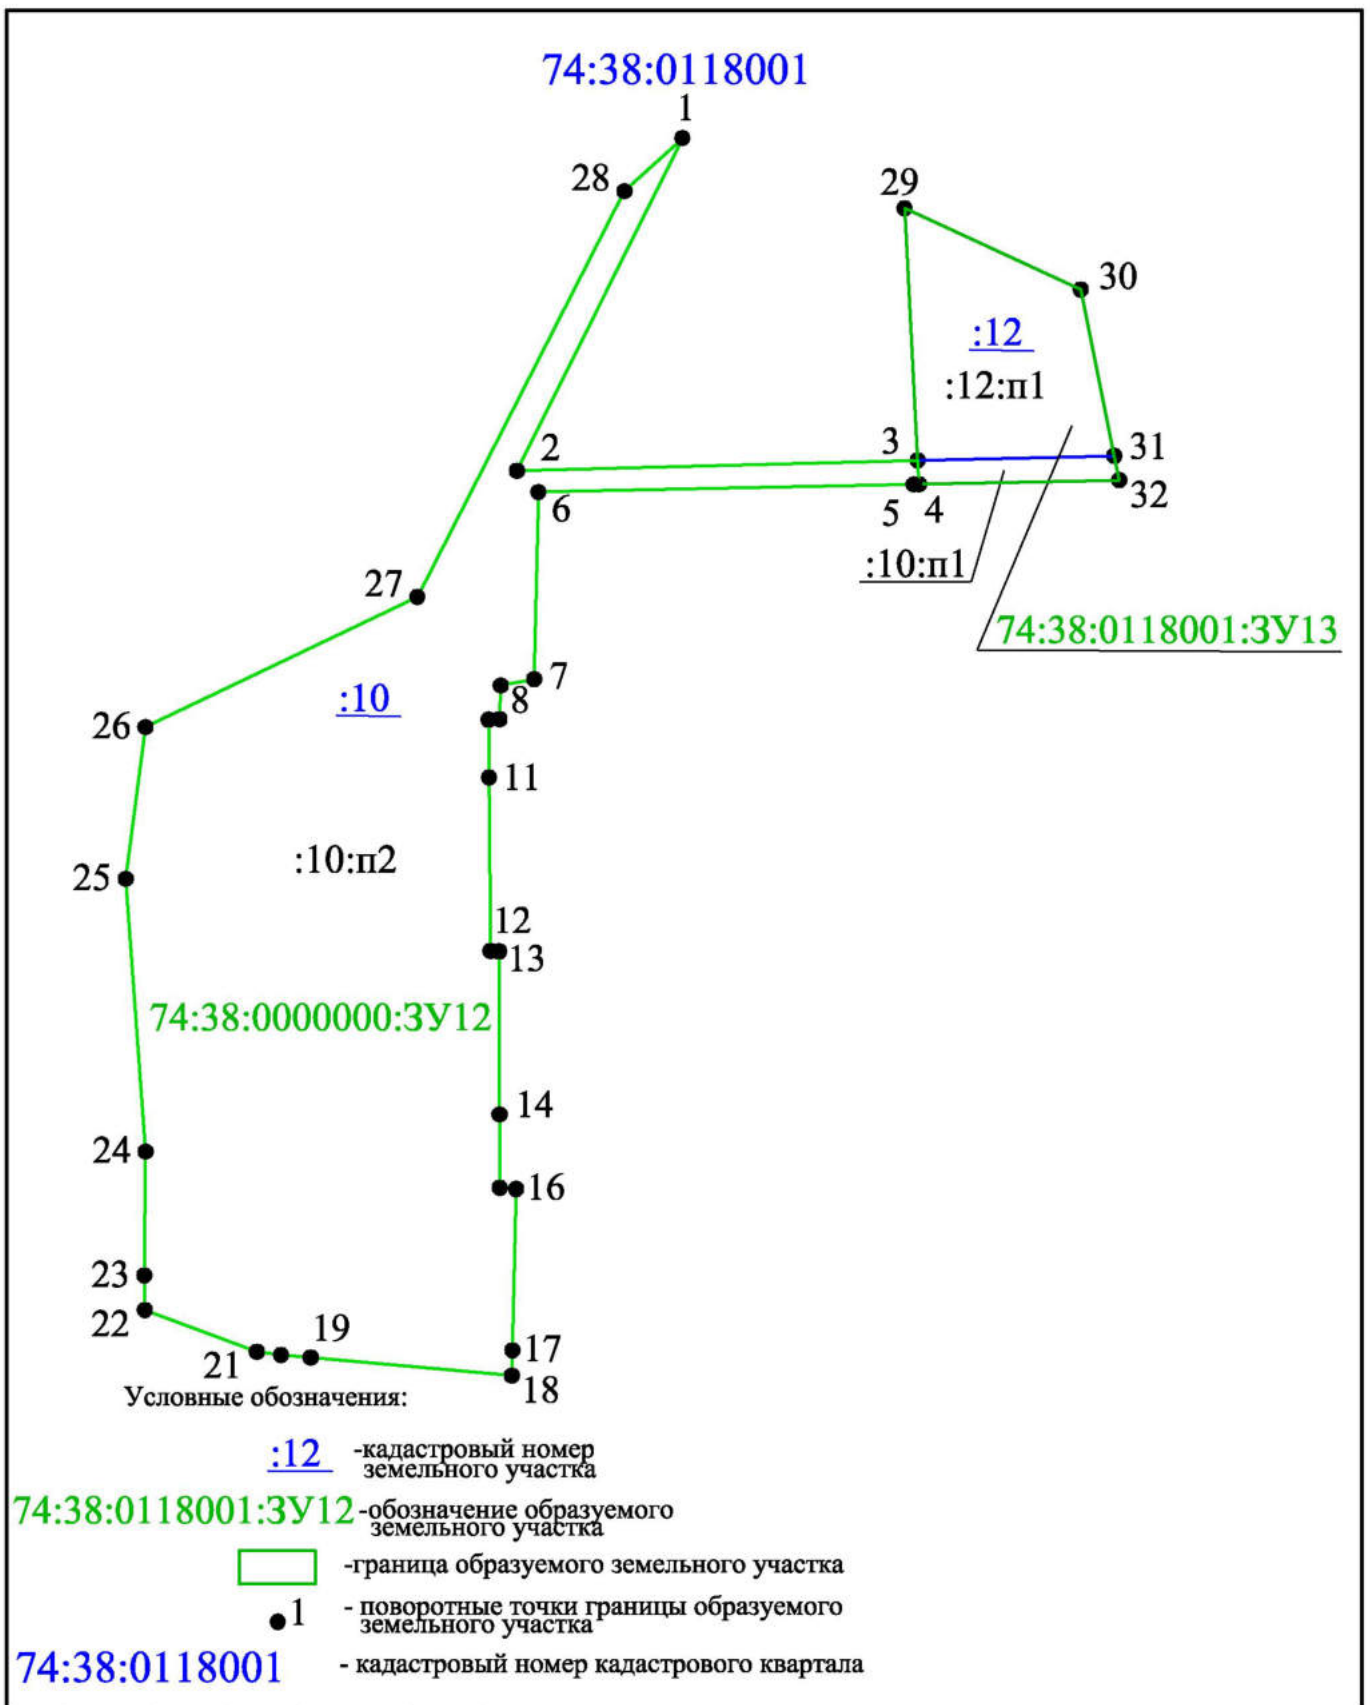 74:38:0118001
1
28
29
30
:12
:12:п1
2
3
31
6
5
4
32
:10:п1
27
74:38:0118001:ЗУ13
7
:10
8
26
11
:10:п2
25
12
13
74:38:0000000:ЗУ12
14
24
16
23
22
19
17
21
18
Условные обозначения:
:12
-кадастровый номер
земельного участка
74:38:0118001:ЗУ12
-обозначение образуемого
земельного участка
-граница образуемого земельного участка
1
- поворотные точки границы образуемого
земельного участка
74:38:0118001
- кадастровый номер кадастрового квартала